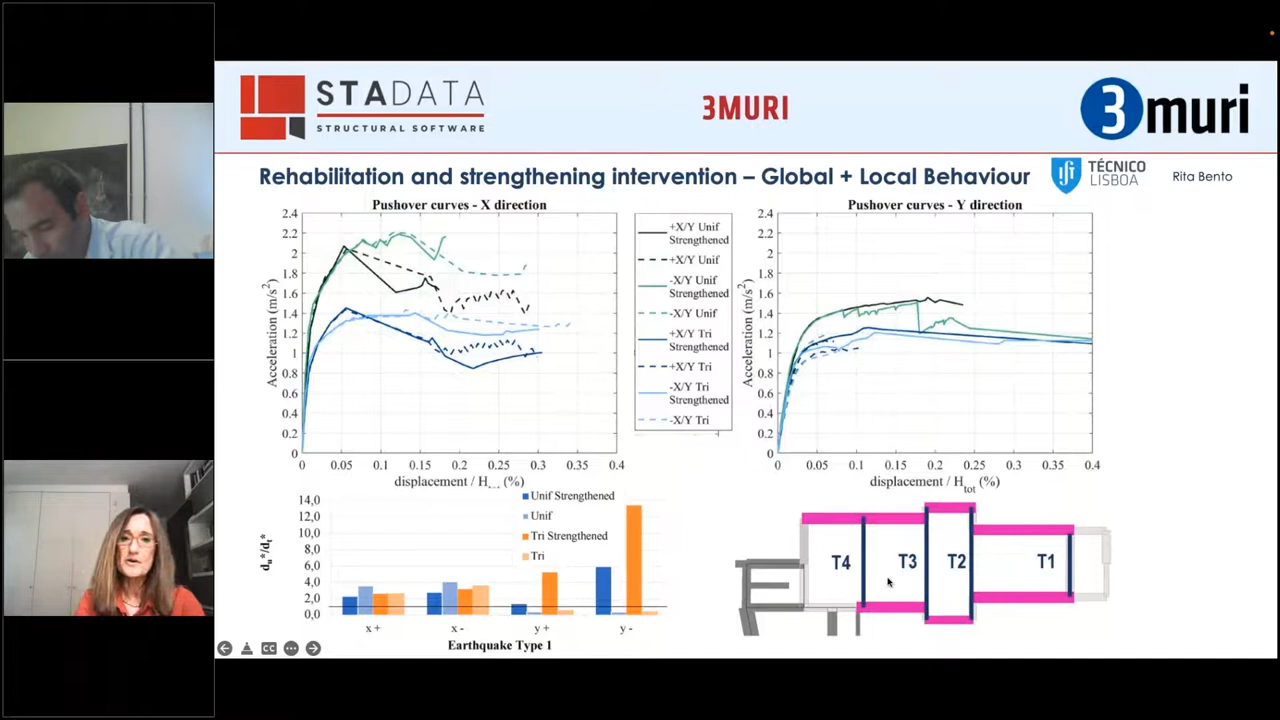 STADATA
STRUCTURAL SOFTWARE
3MURI
3muri
Rehabilitation and strengthening intervention – Global + Local Behaviour
TÉCNICO
LISBOA
Rita Bento
Pushover curves - X direction
Acceleration (m/s²)
2.4
2.2
2
1.8
1.6
1.4
1.2
1
0.8
0.6
0.4
0.2
0
0 0.05 0.1 0.15 0.2 0.25 0.3 0.35 0.4
displacement / H (%)
+X/Y Unif
Strengthened
+X/Y Unif
-X/Y Unif
Strengthened
-X/Y Unif
+X/Y Tri
Strengthened
+X/Y Tri
-X/Y Tri
Strengthened
-X/Y Tri
Pushover curves - Y direction
Acceleration (m/s²)
2.4
2.2
2
1.8
1.6
1.4
1.2
1
0.8
0.6
0.4
0.2
0
0 0.05 0.1 0.15 0.2 0.25 0.3 0.35 0.4
displacement / Htot (%)
du*/dt*
14,0
12,0
10,0
8,0
6,0
4,0
2,0
0,0
Unif Strengthened
Unif
Tri Strengthened
Tri
x + x - y + y -
Earthquake Type 1
T4 T3 T2 T1
CC